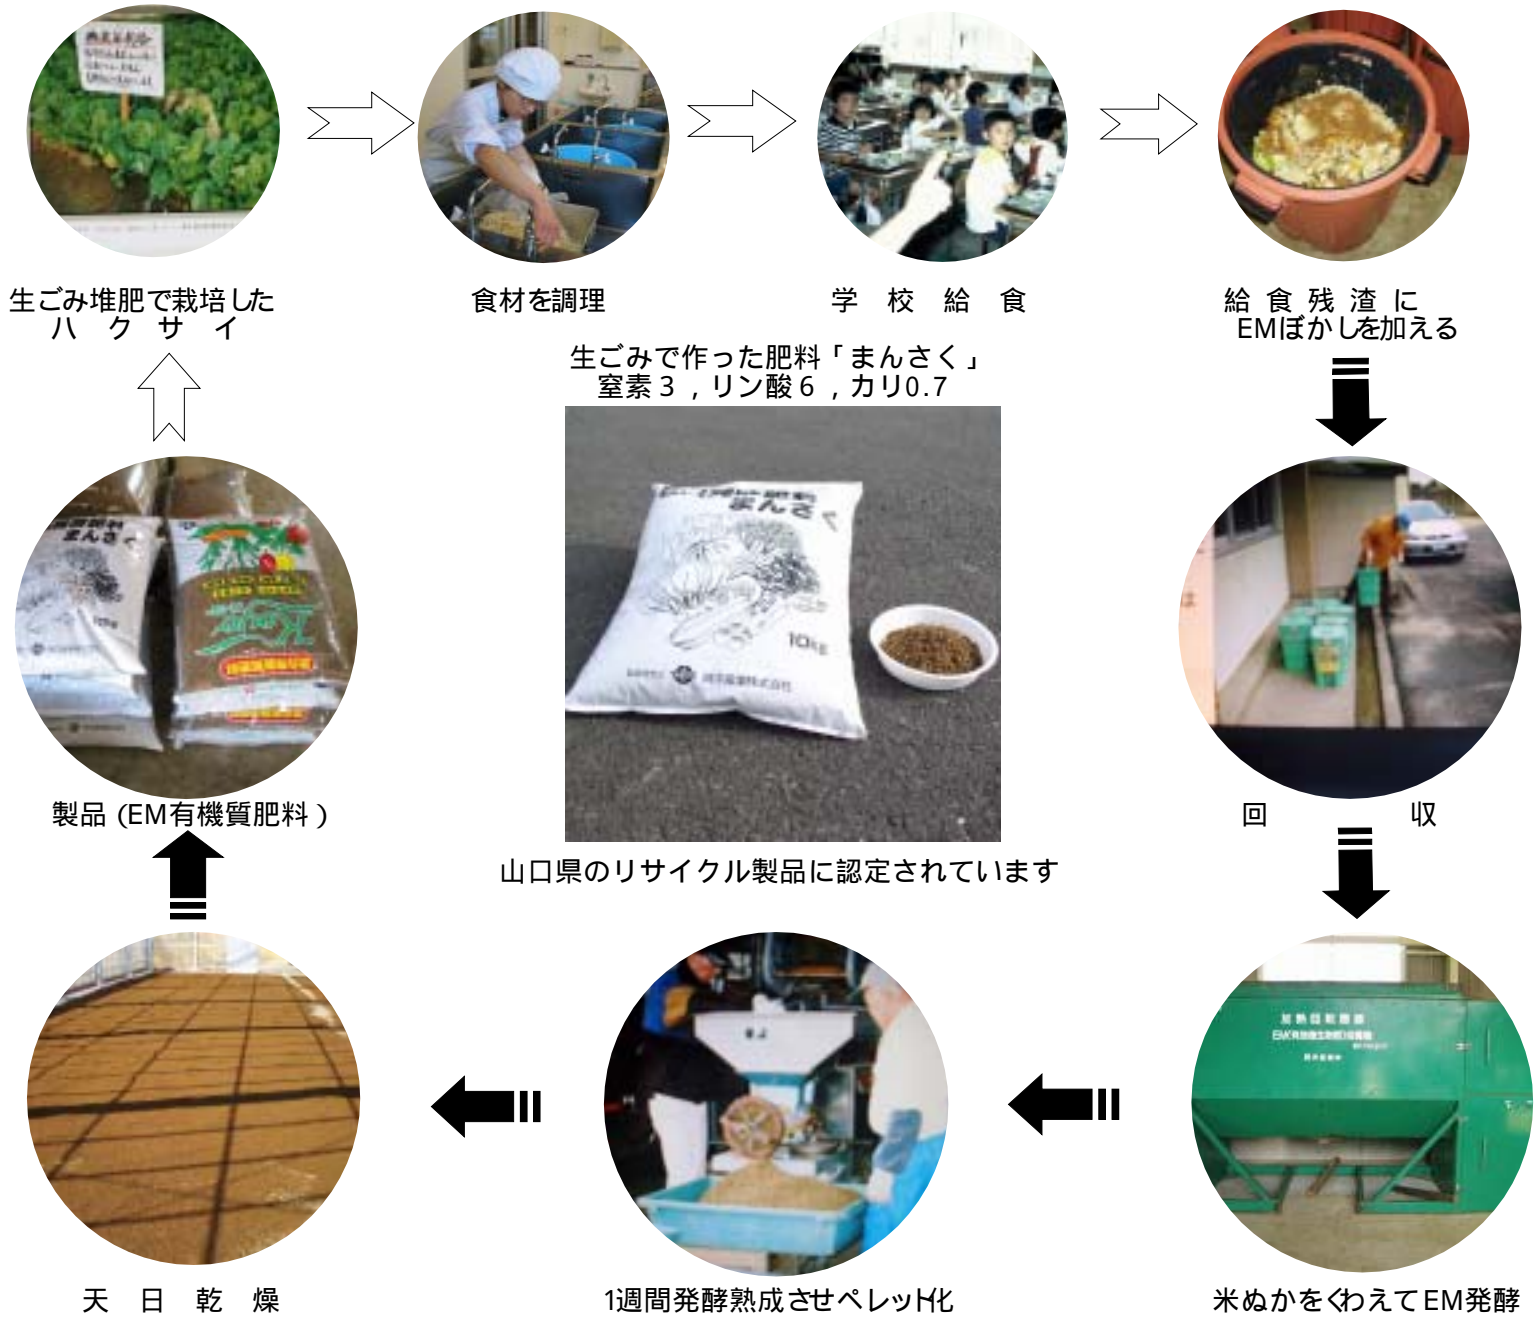 生ごみ堆肥で栽培した
ハクサイ
食材を調理
学校給食
給食残渣に
EMぼかしを加える
生ごみで作った肥料「まんさく」
窒素3,リン酸6,カリ0.7
まんさく
10kg
まんさく
10kg
回収
製品(EM有機質肥料)
山口県のリサイクル製品に認定されています
天日乾燥
1週間発酵熟成させペレット化
米ぬかをくわえてEM発酵